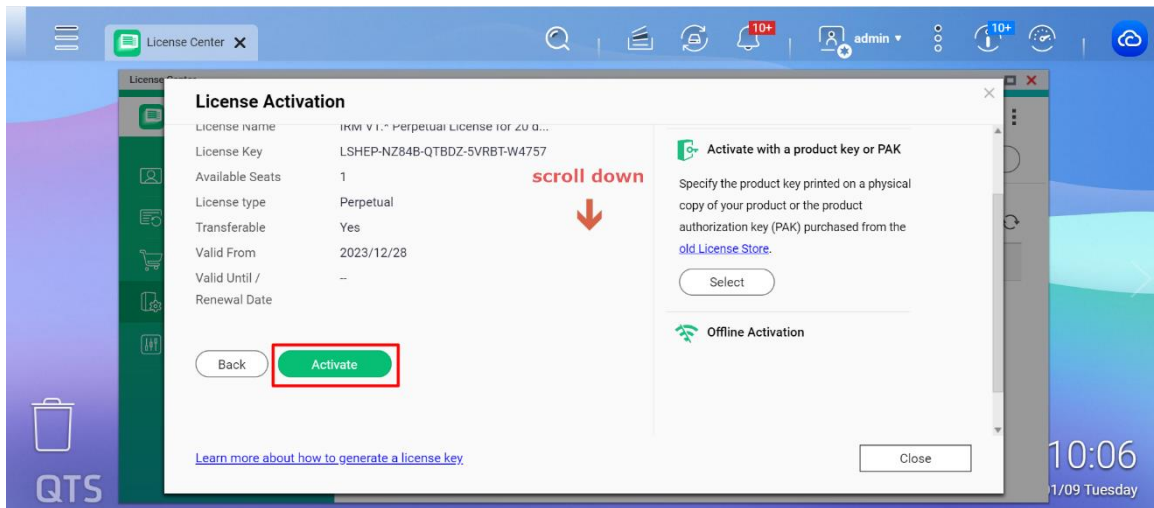 License Center
10+
admin
10+
License Center
License Activation
License Name IRM V1.* Perpetual License for 20 d...
License Key LSHEP-NZ84B-QTBDZ-5VRBT-W4757
Available Seats 1
License type Perpetual
Transferable Yes
Valid From 2023/12/28
Valid Until / --
Renewal Date
scroll down
Back
Activate
Learn more about how to generate a license key
Activate with a product key or PAK
Specify the product key printed on a physical
copy of your product or the product
authorization key (PAK) purchased from the
old License Store.
Select
Offline Activation
Close
QTS
10:06
1/09 Tuesday